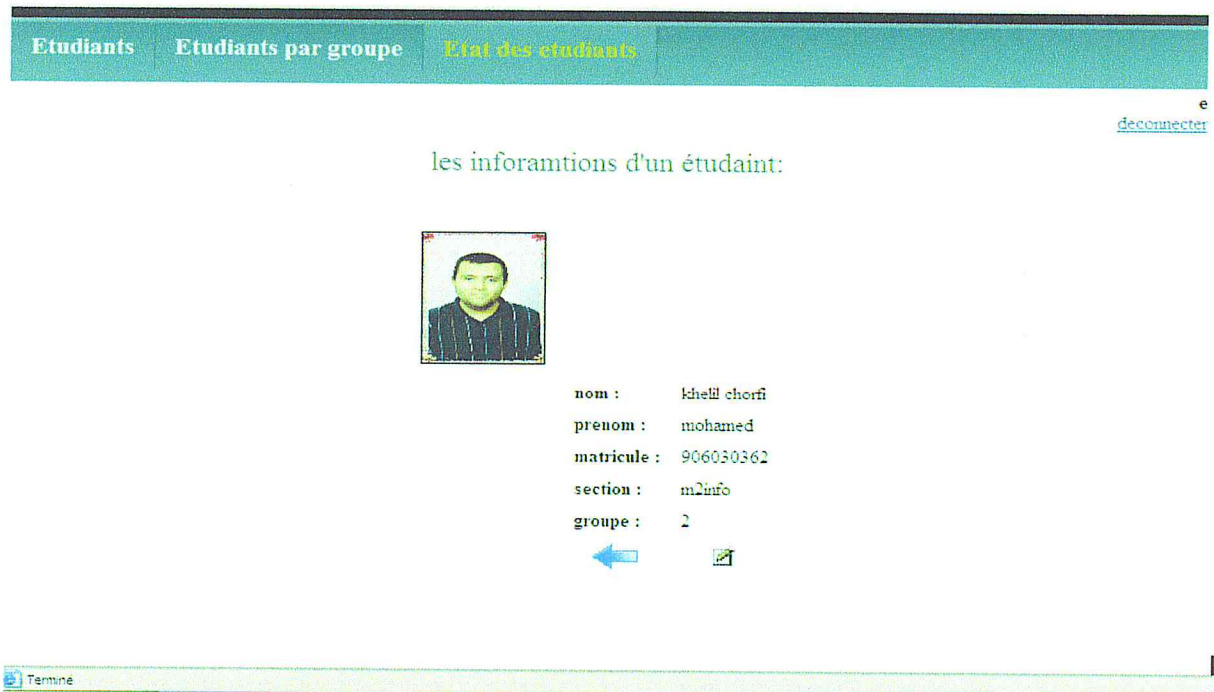 Etudiants Etudiants par groupe Etat des etudiants
e
deconnecter
les inforamtions d'un étudaint:
nom : khelil chorfi
prenom : mohamed
matricule : 906030362
section : m2info
groupe : 2
Terminé